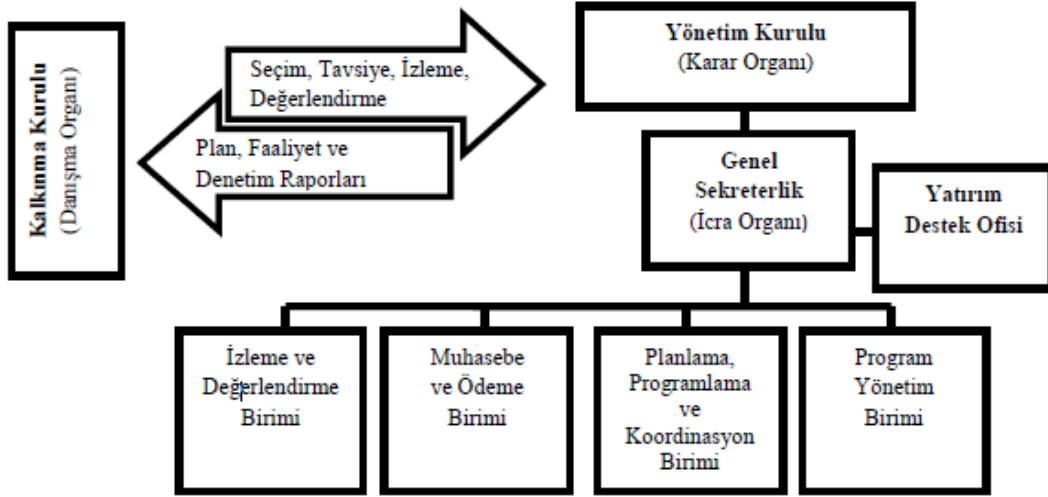 Kalkınma Kurulu
(Danışma Organı)
Seçim, Tavsiye, İzleme,
Değerlendirme
Plan, Faaliyet ve
Denetim Raporları
Yönetim Kurulu
(Karar Organı)
Genel
Sekreterlik
(İcra Organı)
Yatırım
Destek Ofisi
İzleme ve
Değerlendirme
Birimi
Muhasebe
ve Ödeme
Birimi
Planlama,
Programlama
ve
Koordinasyon
Birimi
Program
Yönetim
Birimi